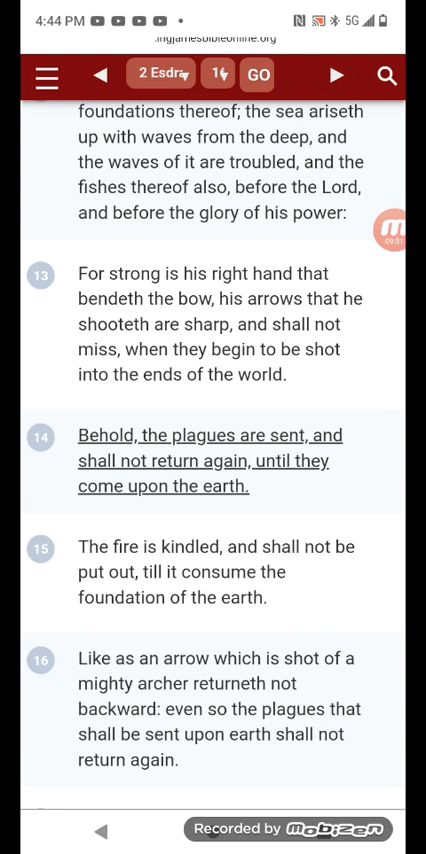 4:44 PM
5G
.ingjamesbibleonline.org
2 Esdra
16
GO
foundations thereof; the sea ariseth
up with waves from the deep, and
the waves of it are troubled, and the
fishes thereof also, before the Lord,
and before the glory of his power:
09:31
13
For strong is his right hand that
bendeth the bow, his arrows that he
shooteth are sharp, and shall not
miss, when they begin to be shot
into the ends of the world.
14
Behold, the plagues are sent, and
shall not return again, until they
come upon the earth.
15
The fire is kindled, and shall not be
put out, till it consume the
foundation of the earth.
16
Like as an arrow which is shot of a
mighty archer returneth not
backward: even so the plagues that
shall be sent upon earth shall not
return again.
Recorded by mobizen